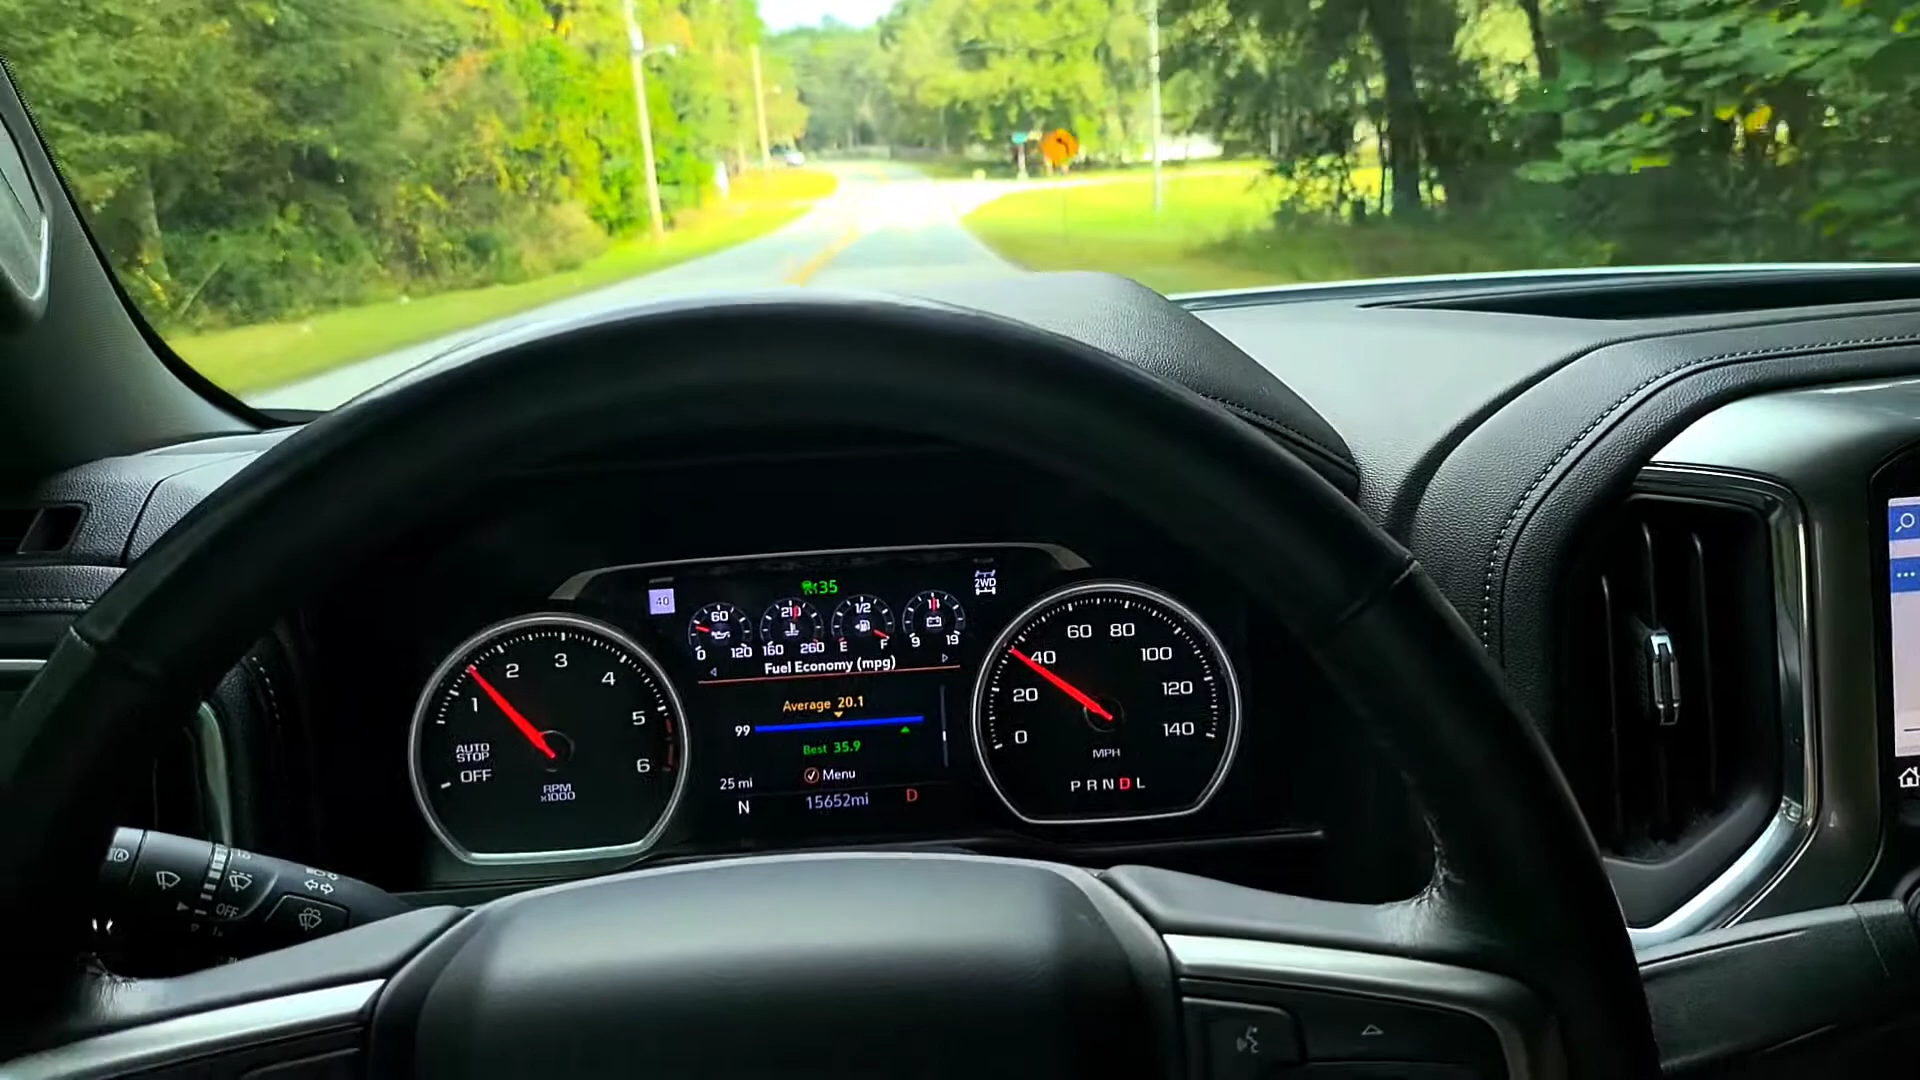 40
35
2WD
60
0 120
210
160 260
1/2
E F
9 19
Fuel Economy (mpg)
Average 20.1
99
Best 35.9
25 mi
Menu
N 15652mi D
1 2 3 4 5 6
AUTO
STOP
OFF
RPM
x1000
0 20 40 60 80 100 120 140
MPH
P R N D L
OFF